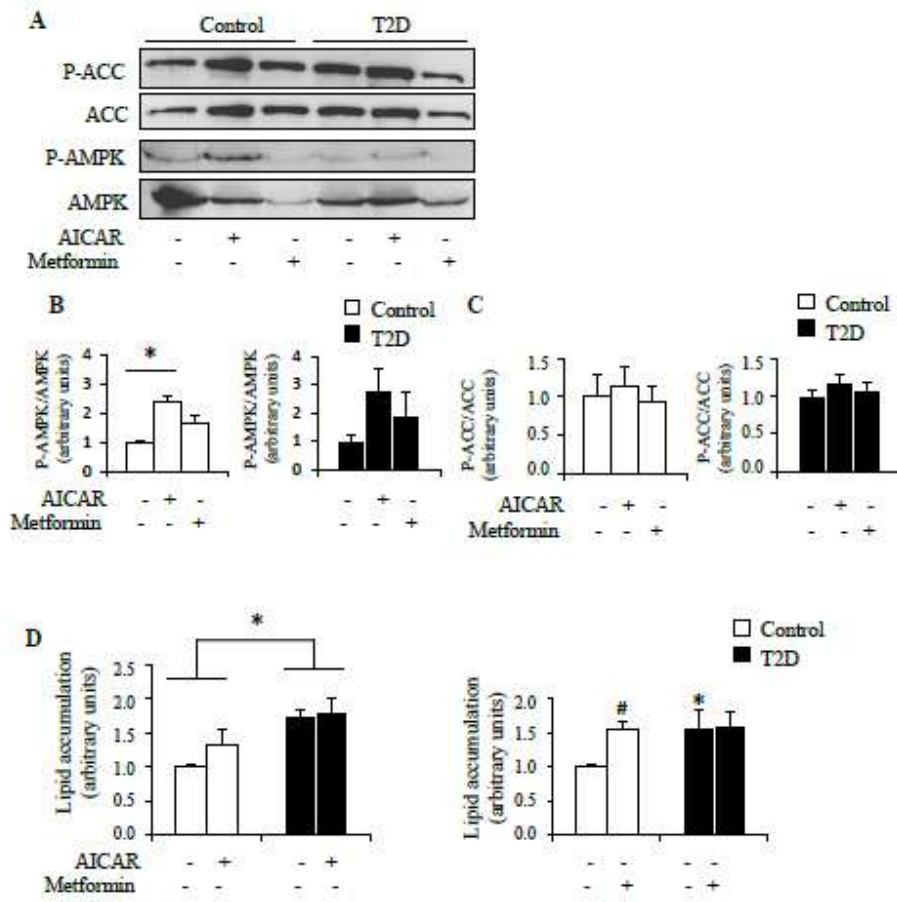 A
Control T2D
P-ACC
ACC
P-AMPK
AMPK
AICAR - + - - + -
Metformin - - + - - +
B
Control
T2D
P-AMPK/AMPK
(arbitrary units)
4
3
2
1
0
*
P-AMPK/AMPK
(arbitrary units)
4
3
2
1
0
AICAR - + - - + -
Metformin - - + - - +
C
Control
T2D
P-ACC/ACC
(arbitrary units)
1.5
1.0
0.5
0.0
P-ACC/ACC
(arbitrary units)
1.5
1.0
0.5
0.0
AICAR - + - - + -
Metformin - - + - - +
D
Lipid accumulation
(arbitrary units)
2.5
2.0
1.5
1.0
0.5
0.0
*
AICAR - + - +
Metformin - - - -
Control
T2D
Lipid accumulation
(arbitrary units)
2.5
2.0
1.5
1.0
0.5
0.0
# *
- - - -
- + - +